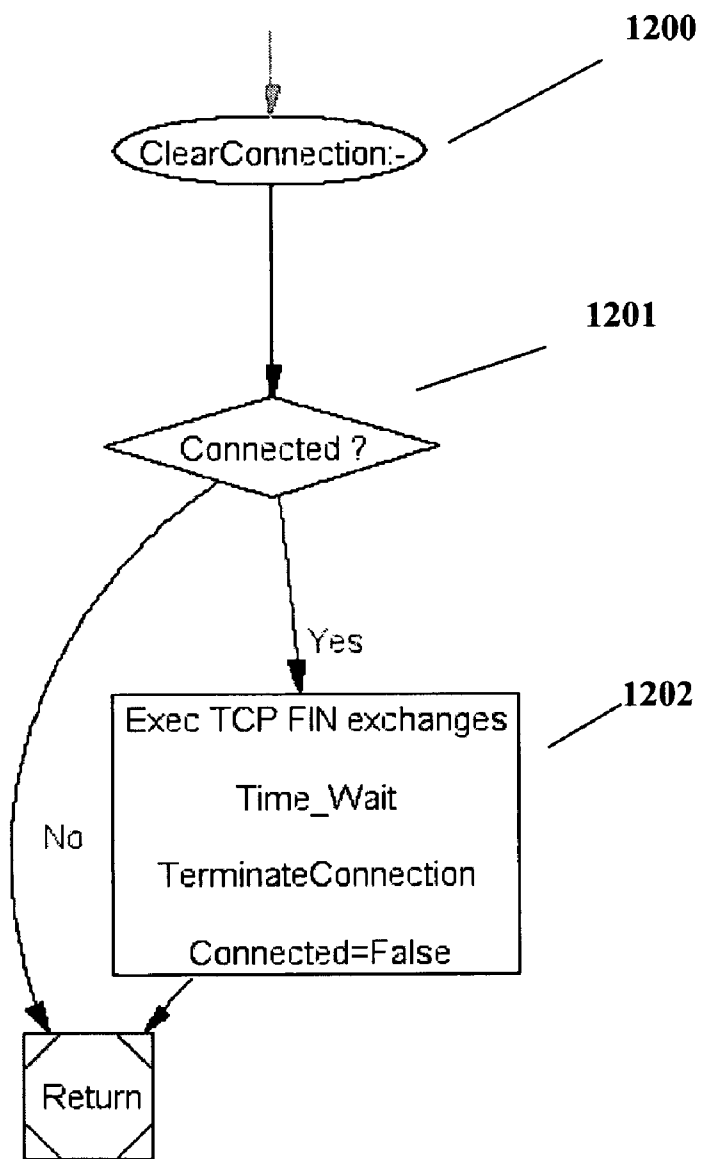 1200
ClearConnection:-
1201
Connected ?
Yes
1202
Exec TCP FIN exchanges
Time_Wait
No
TerminateConnection
Connected=False
Return